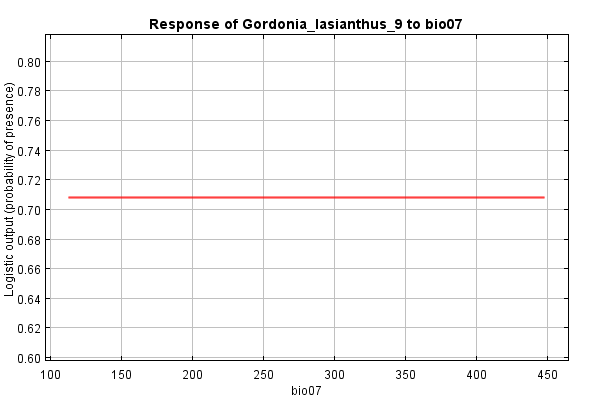 Response of Gordonia_lasianthus_9 to bio07
Logistic output (probability of presence)
0.80
0.78
0.76
0.74
0.72
0.70
0.68
0.66
0.64
0.62
0.60
100 150 200 250 300 350 400 450
bio07